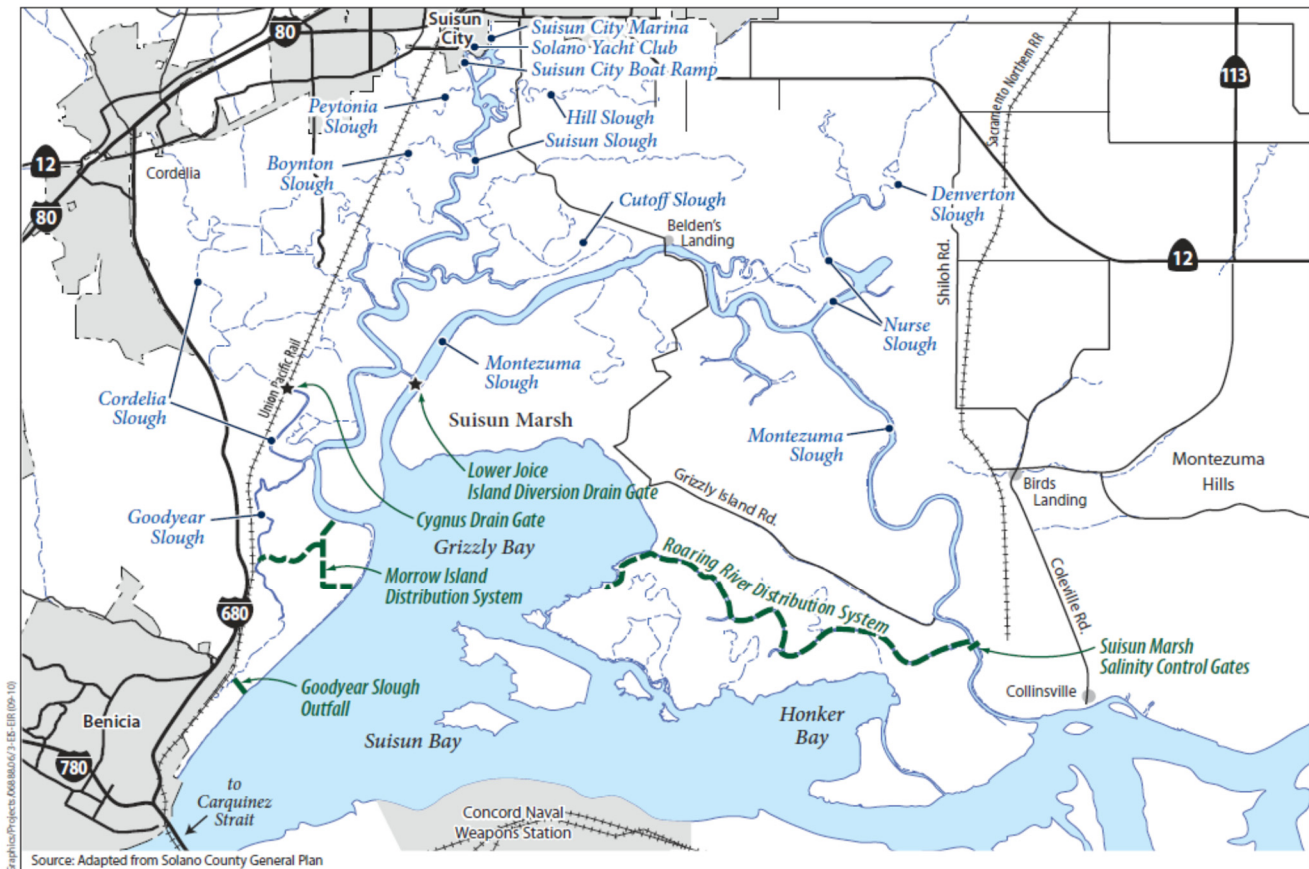 80
Suisun
City
Suisun City Marina
Solano Yacht Club
Suisun City Boat Ramp
Peytonia
Slough
Hill Slough
Suisun Slough
Boynton
Slough
12
Cordelia
80
Cutoff Slough
Belden's
Landing
Denverton
Slough
Sacramento Northern RR
113
Shiloh Rd.
12
Nurse
Slough
Union Pacific Rail
Montezuma
Slough
Cordelia
Slough
Suisun Marsh
Montezuma
Slough
Lower Joice
Island Diversion Drain Gate
Cygnus Drain Gate
Grizzly Island Rd.
Birds
Landing
Montezuma
Hills
Goodyear
Slough
Grizzly Bay
Morrow Island
Distribution System
Roaring River Distribution System
Coleville Rd.
680
Suisun Marsh
Salinity Control Gates
Goodyear Slough
Outfall
Collinsville
Benicia
Suisun Bay
Honker
Bay
780
to
Carquinez
Strait
Concord Naval
Weapons Station
Source: Adapted from Solano County General Plan